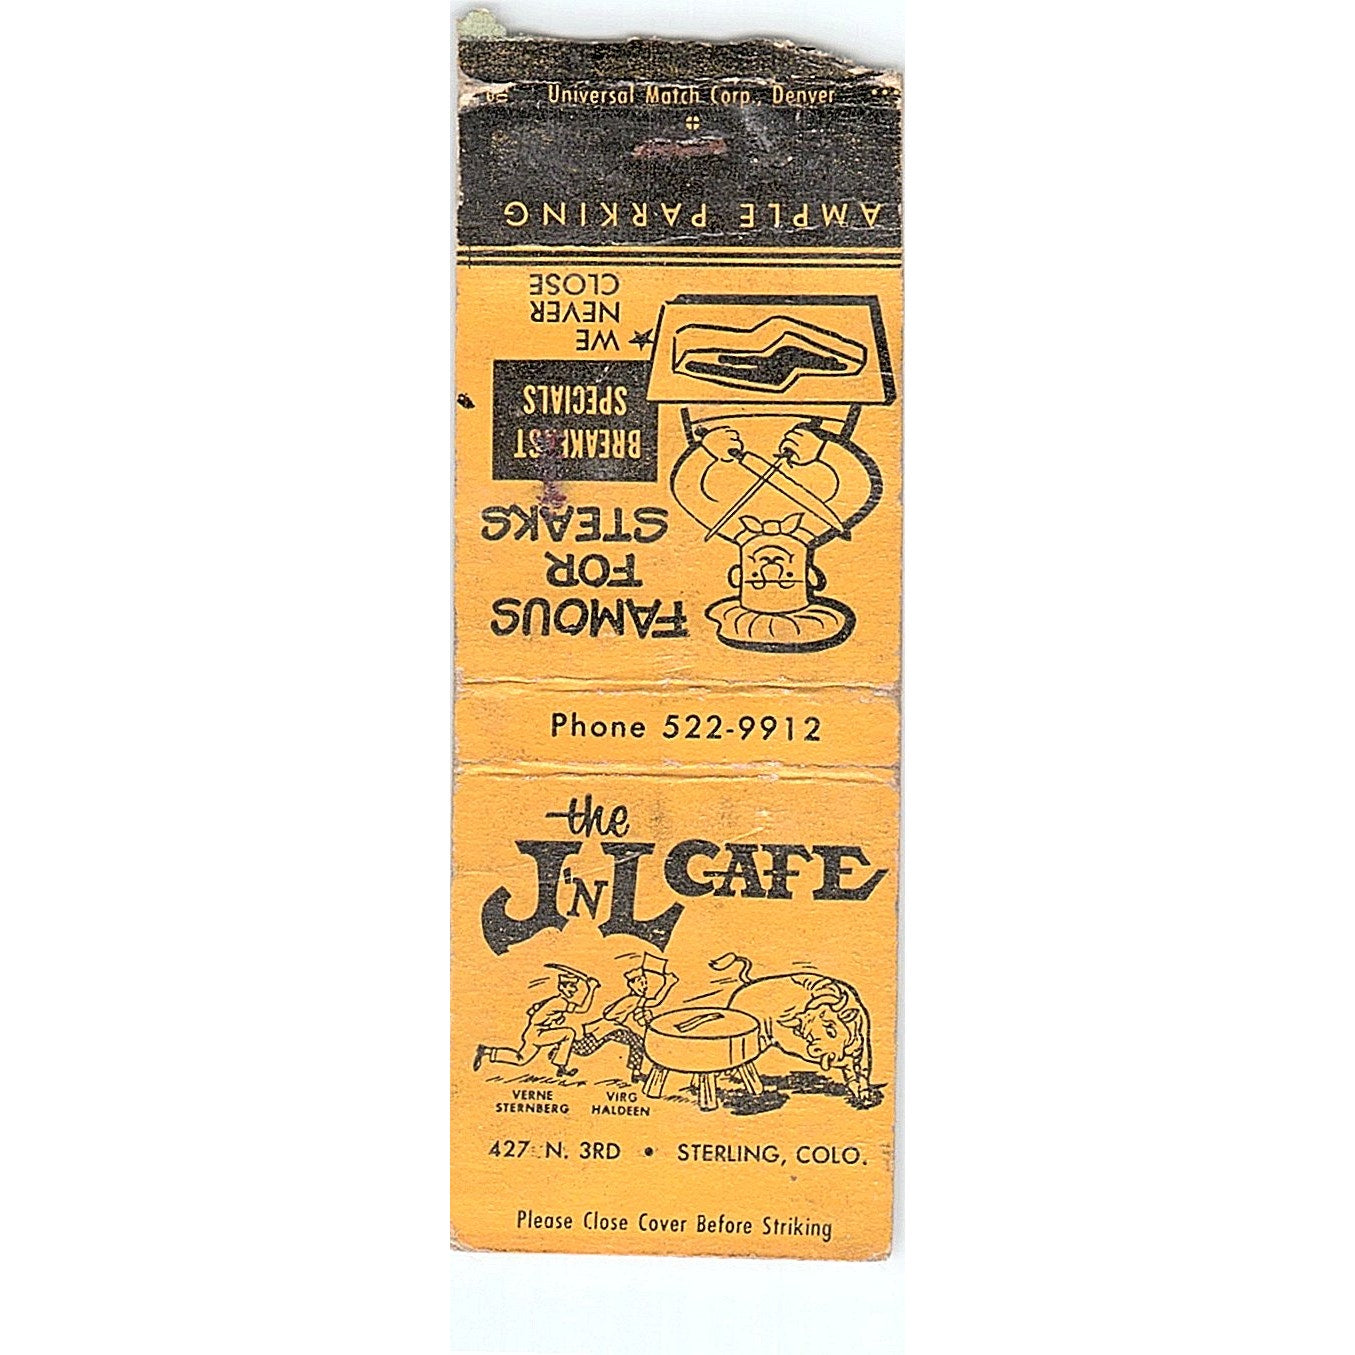 Universal Match Corp., Denver
AMPLE PARKING
FAMOUS
FOR
STEAKS
BREAKFAST
SPECIALS
WE
NEVER
CLOSE
Phone 522-9912
the
J'N L CAFE
VERNE
STERNBERG
VIRG
HALDEEN
427 N. 3RD • STERLING, COLO.
Please Close Cover Before Striking